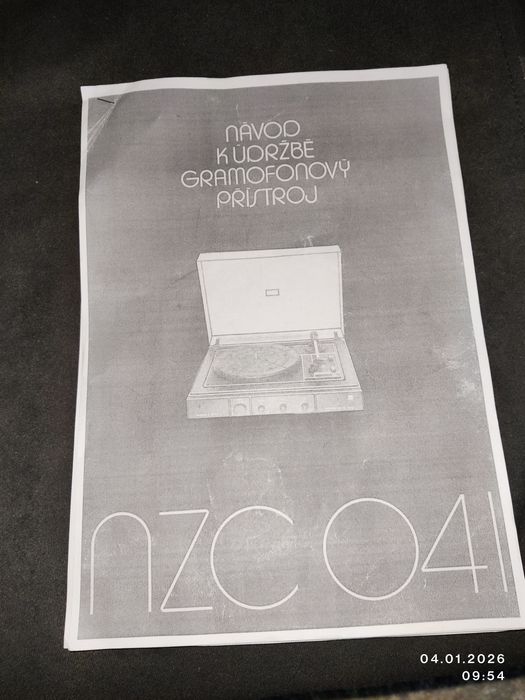 NÁVOD
K ÚDRŽBĚ
GRAMOFONOVÝ
PŘÍSTROJ
NZC 041
04.01.2026
09:54